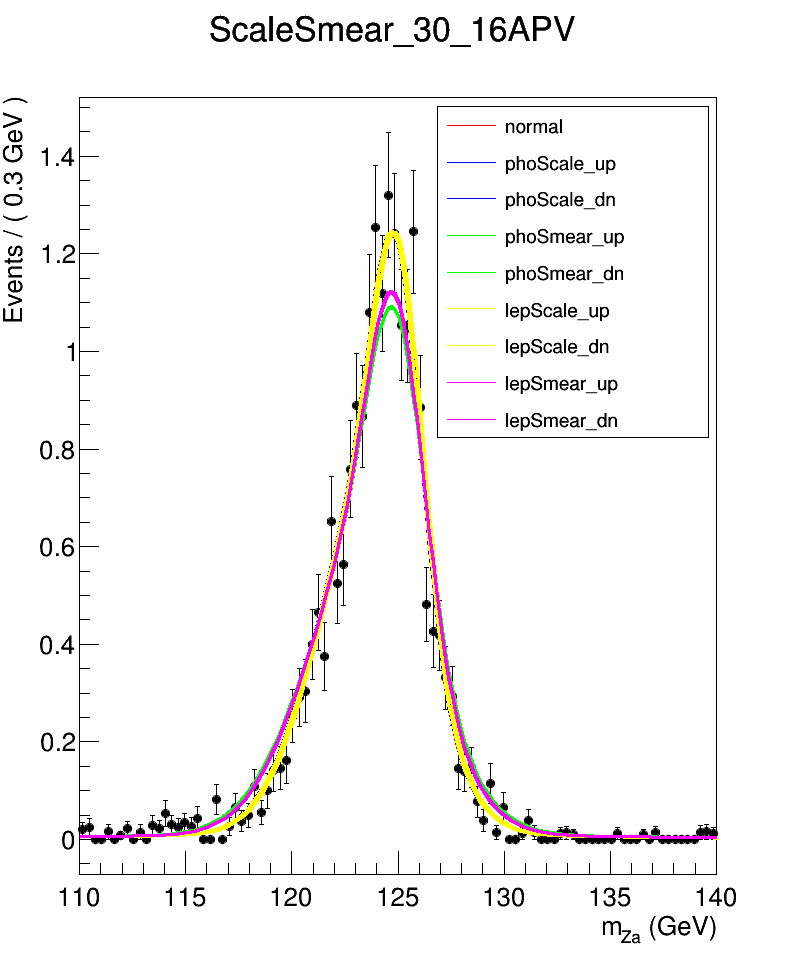 ScaleSmear_30_16APV
Events / ( 0.3 GeV )
1.4
1.2
1
0.8
0.6
0.4
0.2
0
normal
phoScale_up
phoScale_dn
phoSmear_up
phoSmear_dn
lepScale_up
lepScale_dn
lepSmear_up
lepSmear_dn
110 115 120 125 130 135 140
m_Za (GeV)